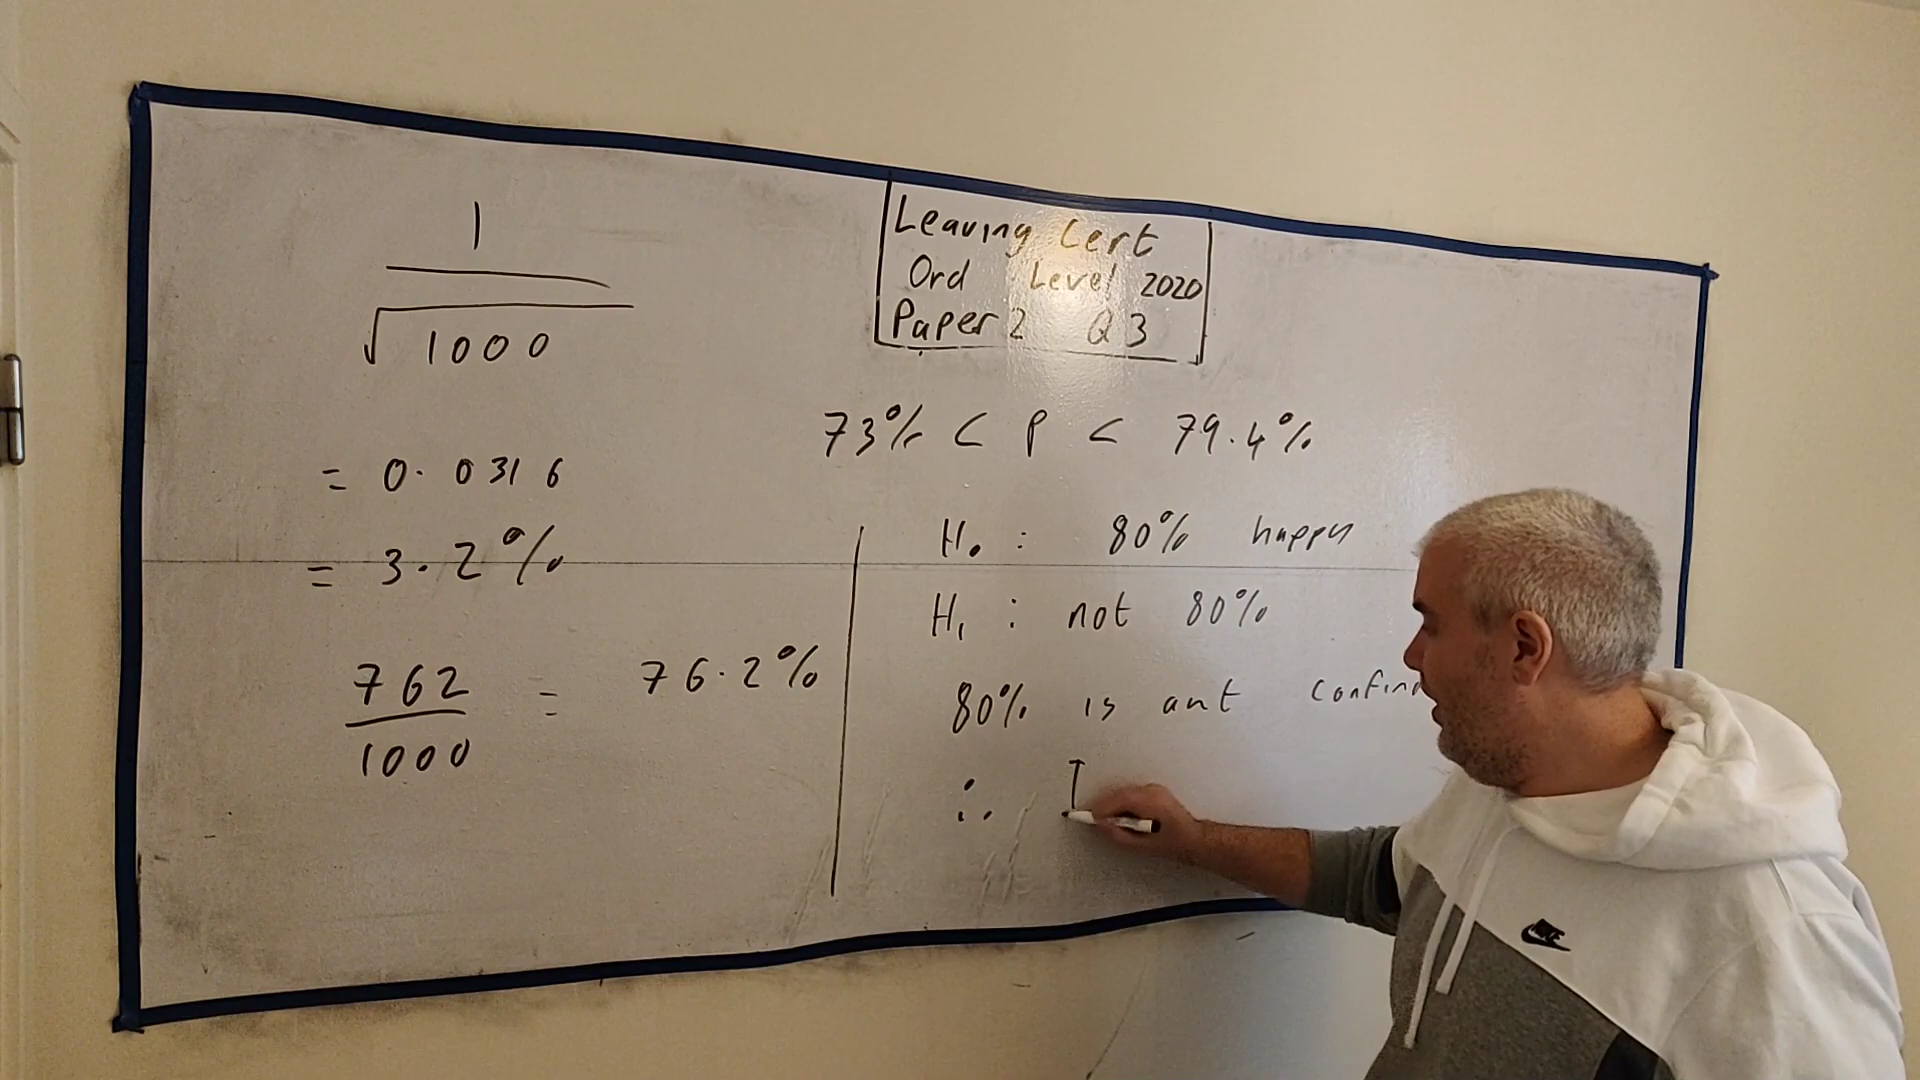 1
√1000
= 0.0316
= 3.2%
762
1000
= 76.2%
Leaving Cert
Ord Level 2020
Paper 2 Q3
73% < P < 79.4%
H₀ : 80% happy
H₁ : not 80%
80% is out
∴ I